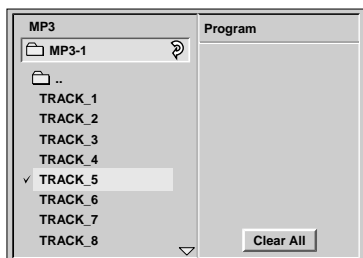 MP3
MP3-1
..
TRACK_1
TRACK_2
TRACK_3
TRACK_4
TRACK_5
TRACK_6
TRACK_7
TRACK_8
Program
Clear All